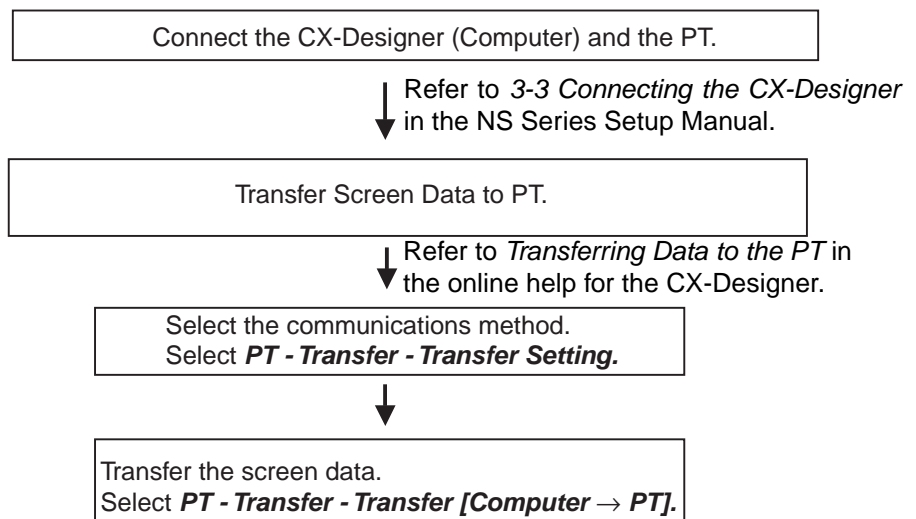 Connect the CX-Designer (Computer) and the PT.
Refer to 3-3 Connecting the CX-Designer
in the NS Series Setup Manual.
Transfer Screen Data to PT.
Refer to Transferring Data to the PT in
the online help for the CX-Designer.
Select the communications method.
Select PT - Transfer - Transfer Setting.
Transfer the screen data.
Select PT - Transfer - Transfer [Computer → PT].